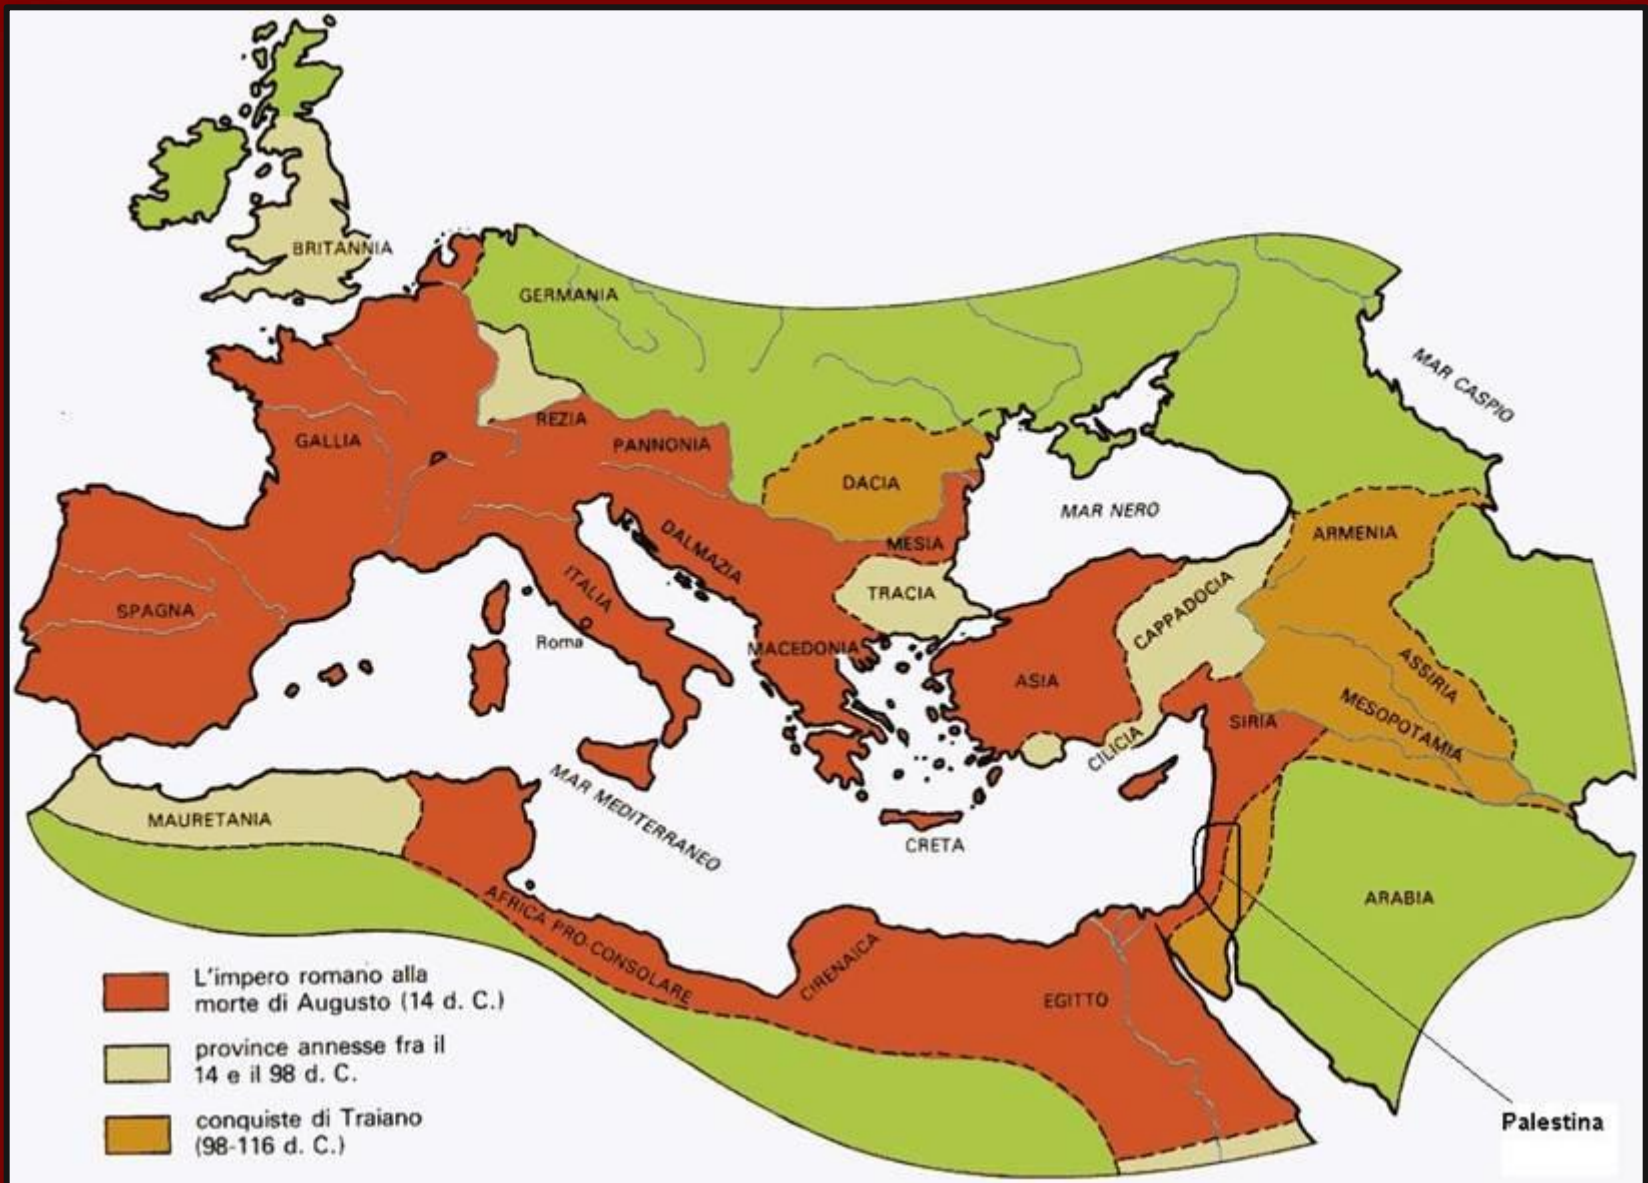 BRITANNIA
GERMANIA
MAR CASPIO
REZIA
GALLIA
PANNONIA
DACIA
MAR NERO
ARMENIA
MESIA
DALMAZIA
ITALIA
TRACIA
CAPPADOCIA
SPAGNA
Roma
MACEDONIA
ASIA
ASSIRIA
MESOPOTAMIA
SIRIA
CILICIA
MAR MEDITERRANEO
MAURETANIA
CRETA
ARABIA
AFRICA PRO-CONSOLARE
CIRENAICA
EGITTO
L'impero romano alla
morte di Augusto (14 d. C.)
province annesse fra il
14 e il 98 d. C.
conquiste di Traiano
(98-116 d. C.)
Palestina